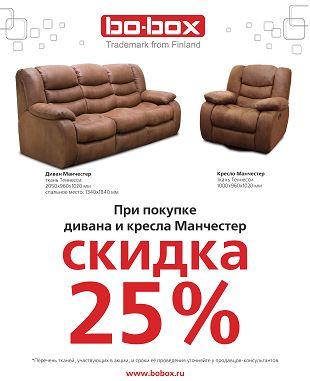 bo-box
Trademark from Finland
Диван Манчестер
ткань Теннесси
2050х960х1020 мм
спальное место: 1340х1840 мм
Кресло Манчестер
ткань Теннесси
1000х960х1020 мм
При покупке
дивана и кресла Манчестер
скидка
25%
*Перечень тканей, участвующих в акции, и сроки её проведения уточняйте у продавцов-консультантов.
www.bobox.ru